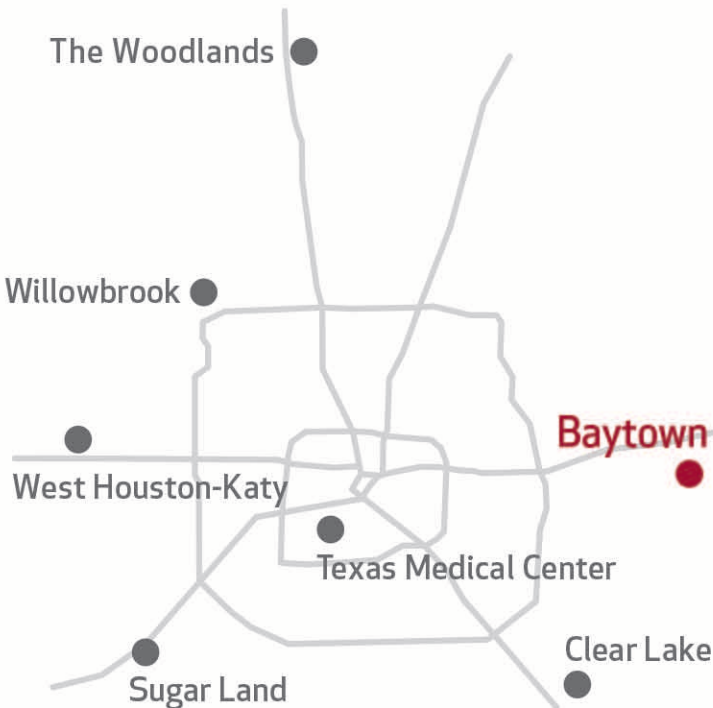 The Woodlands
Willowbrook
Baytown
West Houston-Katy
Texas Medical Center
Clear Lake
Sugar Land